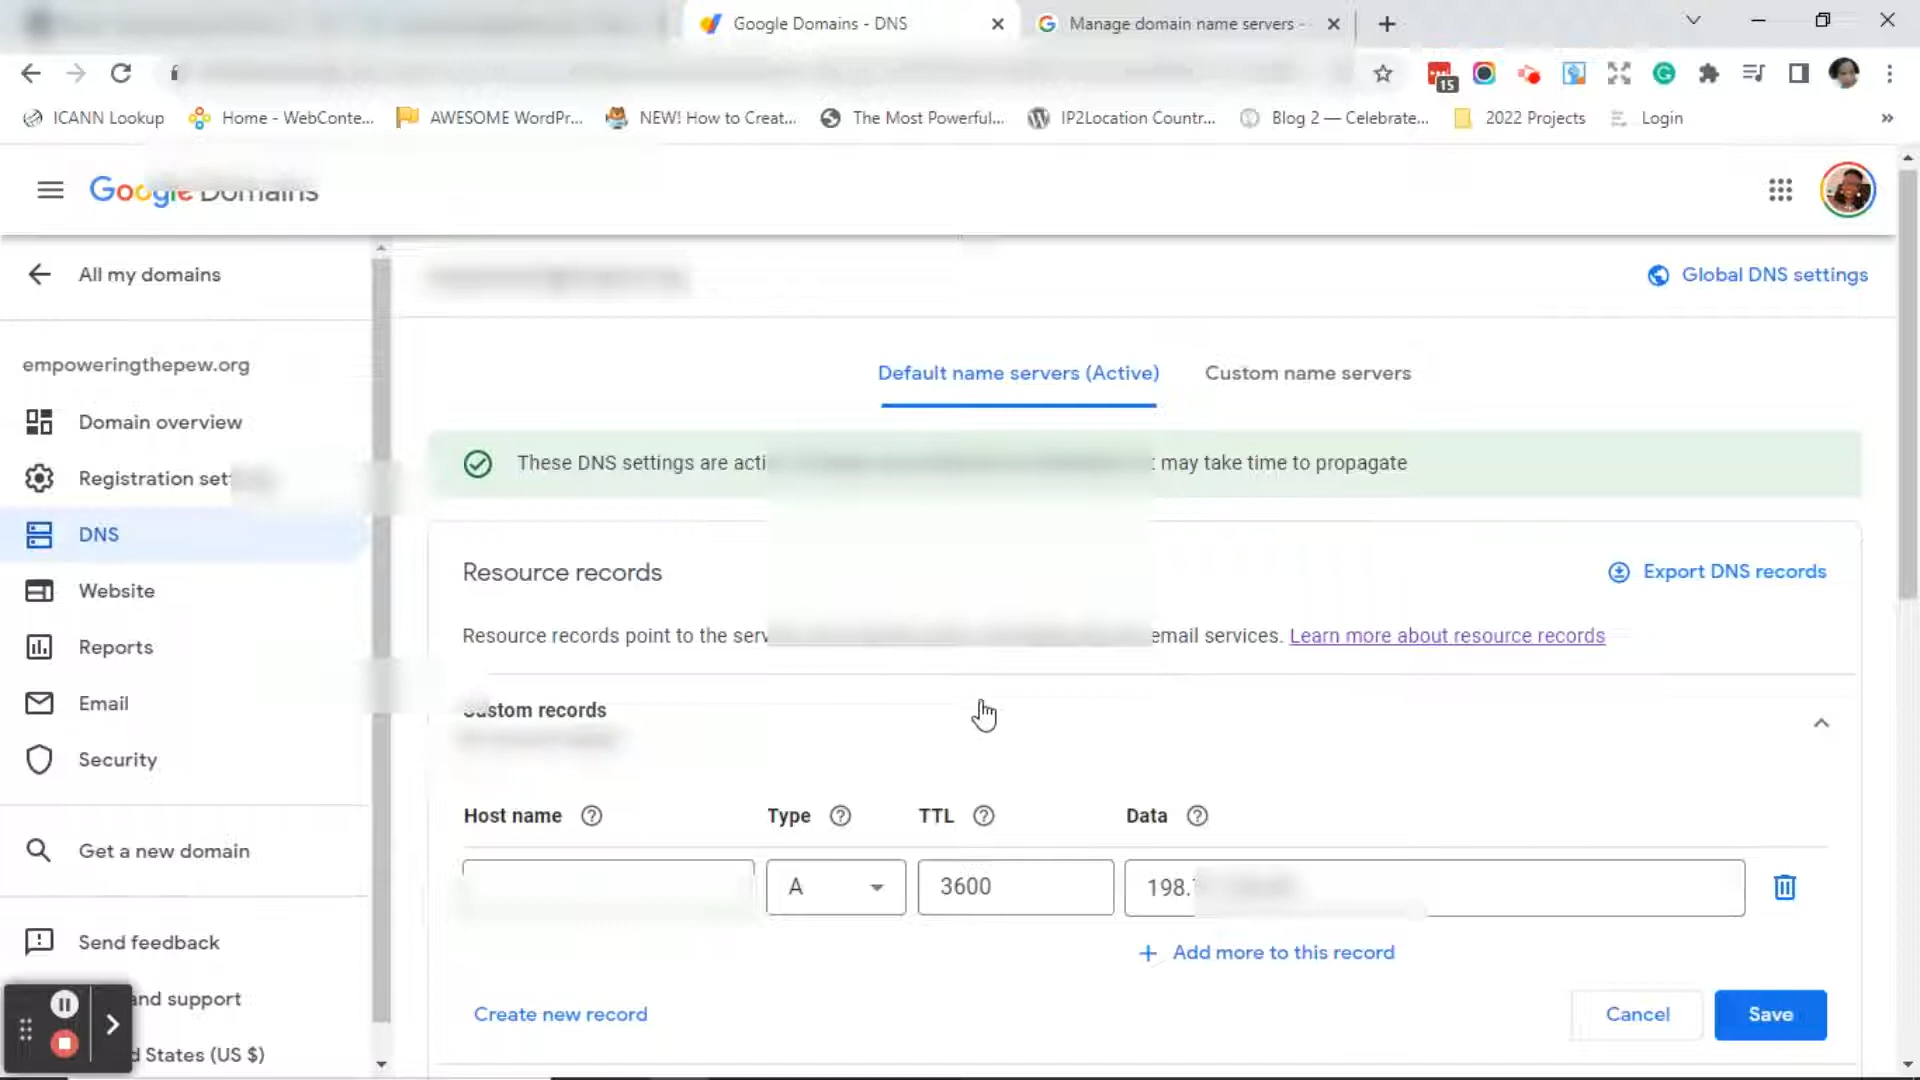 Google Domains - DNS
Manage domain name servers -
15
ICANN Lookup
Home - WebConte...
AWESOME WordPr...
NEW! How to Creat...
The Most Powerful...
IP2Location Countr...
Blog 2 — Celebrate...
2022 Projects
Login
Google Domains
All my domains
Global DNS settings
empoweringthepew.org
Default name servers (Active)
Custom name servers
Domain overview
These DNS settings are acti may take time to propagate
Registration set
DNS
Resource records
Export DNS records
Website
Resource records point to the serv email services. Learn more about resource records
Reports
Email
Custom records
Security
Host name
Type
TTL
Data
Get a new domain
A
3600
198.
Send feedback
Add more to this record
and support
Create new record
Cancel
Save
d States (US $)